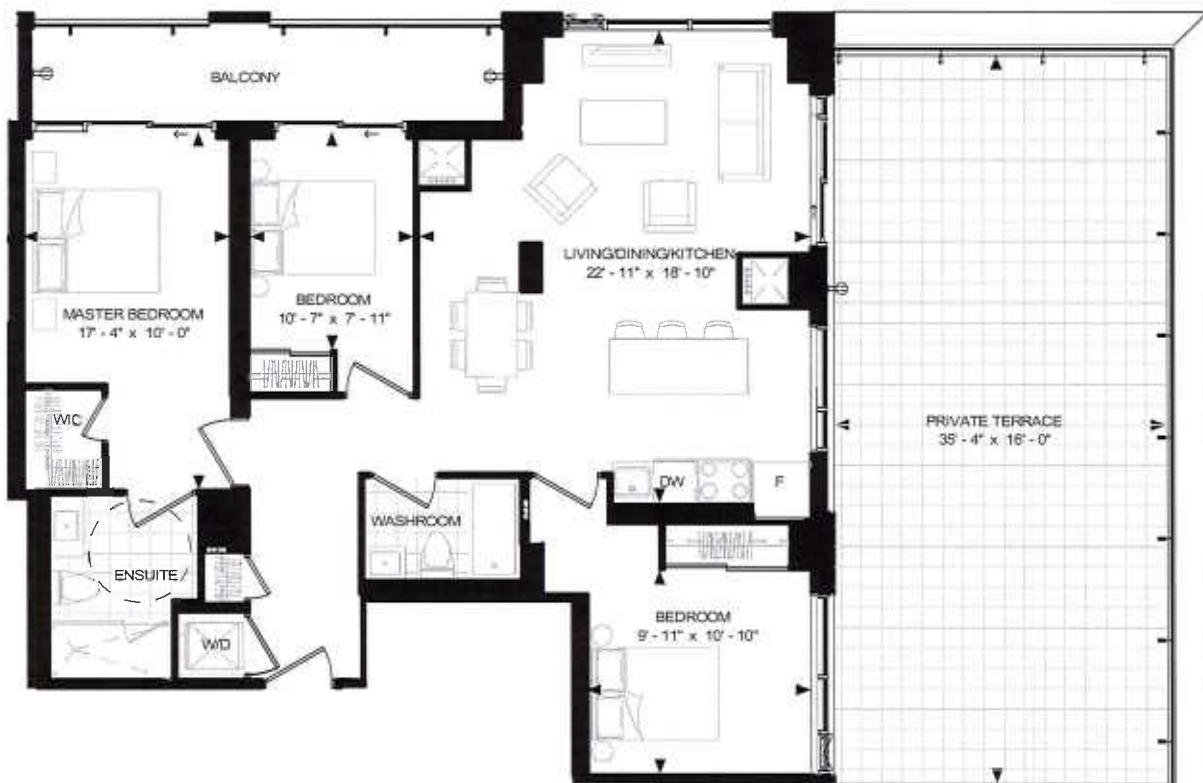 BALCONY
LIVING/DINING/KITCHEN
22' - 11" x 18' - 10"
MASTER BEDROOM
17' - 4" x 10' - 0"
BEDROOM
10' - 7" x 7' - 11"
WIC
PRIVATE TERRACE
35' - 4" x 16' - 0"
DW
F
WASHROOM
ENSUITE
BEDROOM
9' - 11" x 10' - 10"
W/D